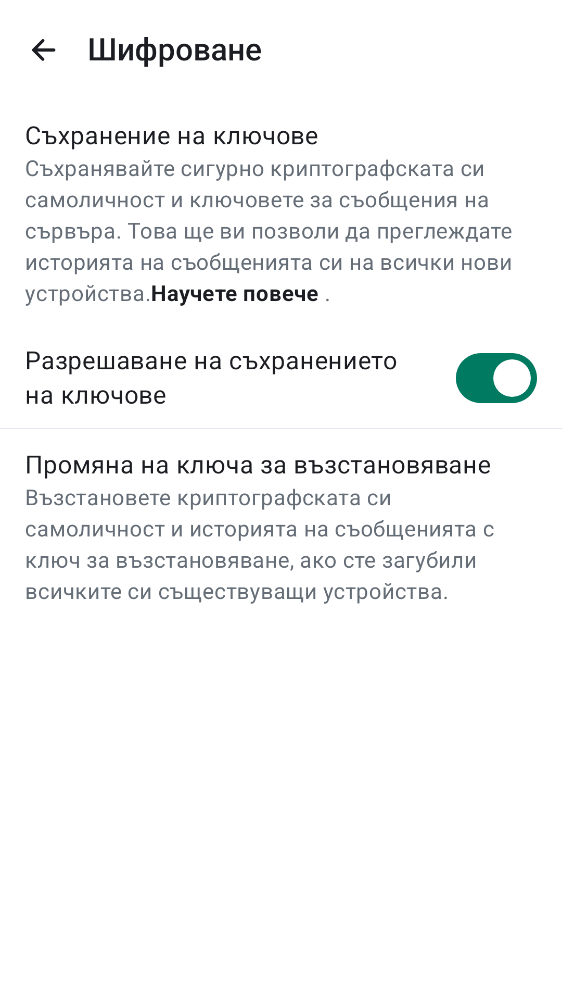 Шифроване
Съхранение на ключове
Съхранявайте сигурно криптографската си
самоличност и ключовете за съобщения на
сървъра. Това ще ви позволи да преглеждате
историята на съобщенията си на всички нови
устройства.Научете повече .
Разрешаване на съхранението
на ключове
Промяна на ключа за възстановяване
Възстановете криптографската си
самоличност и историята на съобщенията с
ключ за възстановяване, ако сте загубили
всичките си съществуващи устройства.